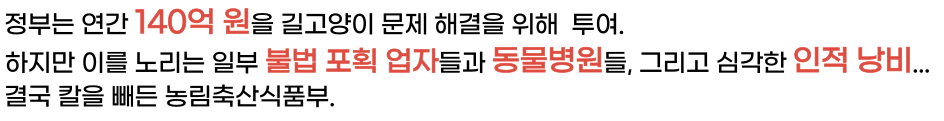 정부는 연간 140억 원을 길고양이 문제 해결을 위해 투여.
하지만 이를 노리는 일부 불법 포획 업자들과 동물병원들, 그리고 심각한 인적 낭비...
결국 칼을 빼든 농림축산식품부.